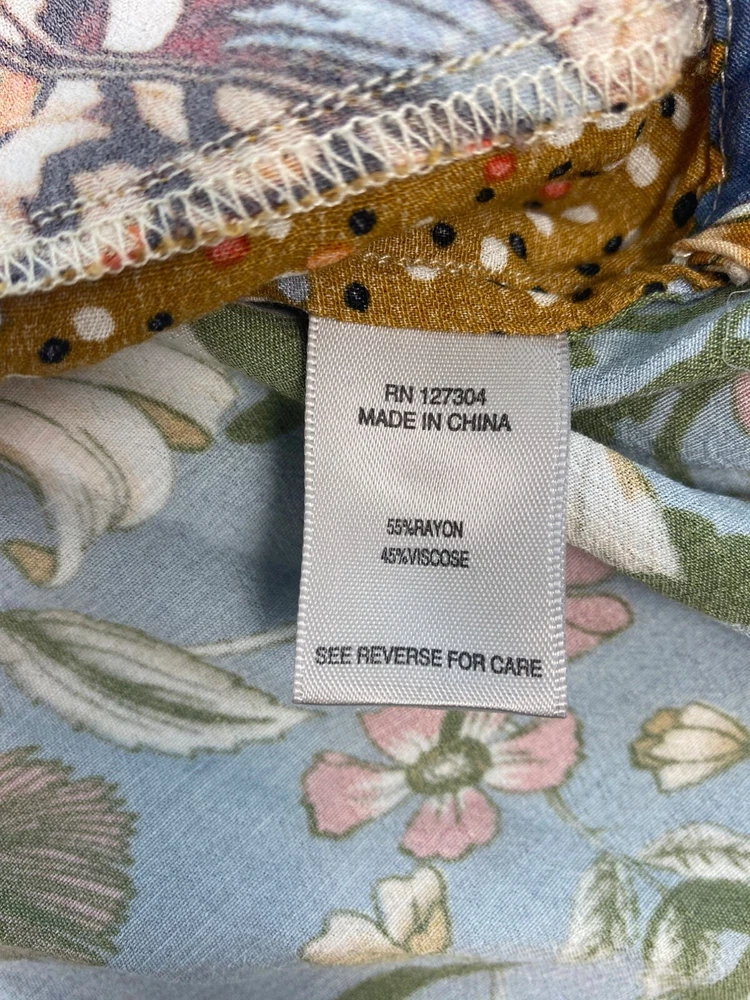 RN 127304
MADE IN CHINA
55%RAYON
45%VISCOSE
SEE REVERSE FOR CARE